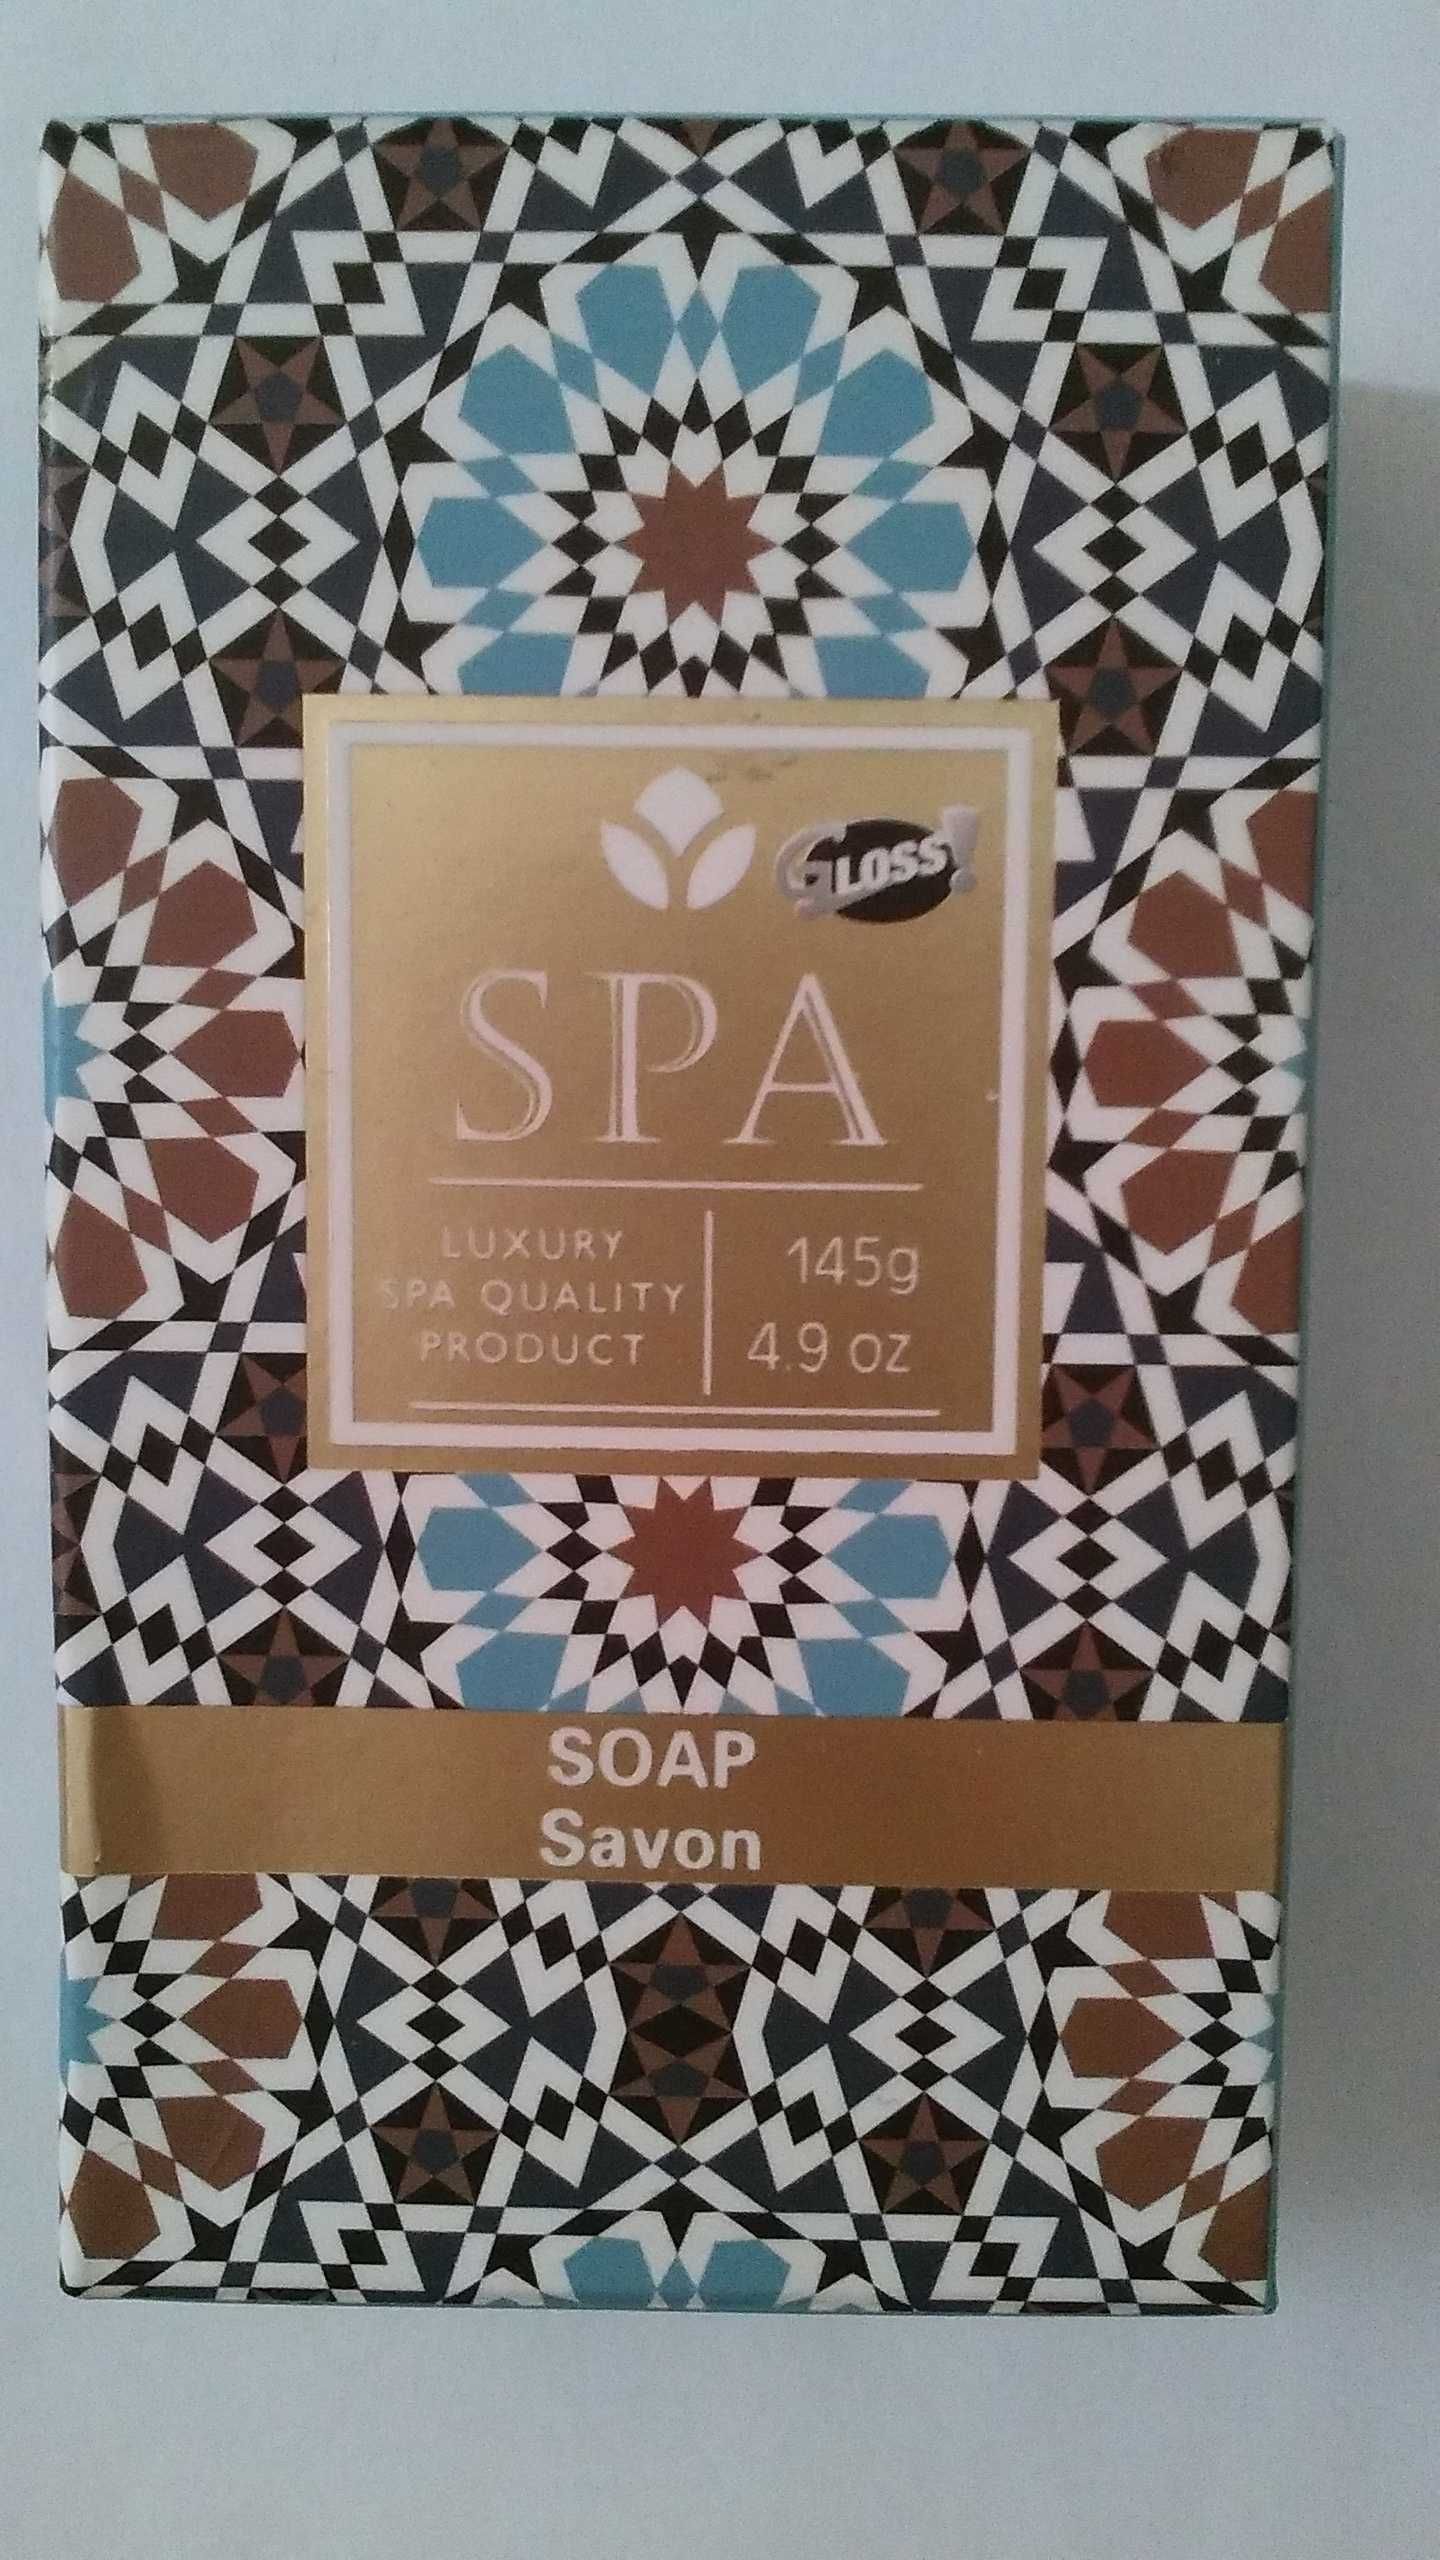 GLOSS!
SPA
LUXURY
SPA QUALITY
PRODUCT
145g
4.9 oz
SOAP
Savon